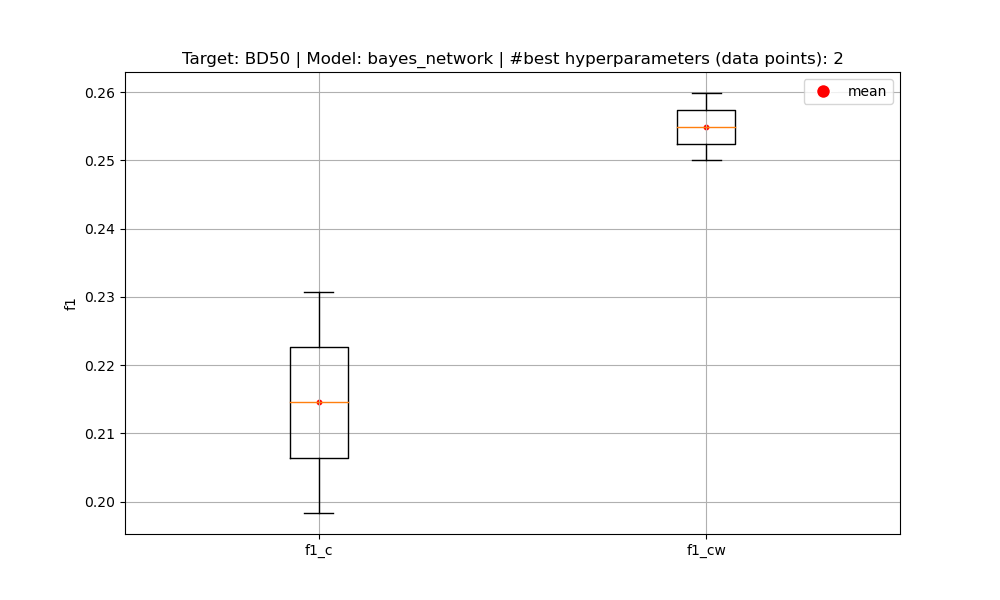 Target: BD50 | Model: bayes_network | #best hyperparameters (data points): 2
mean
0.26
0.25
0.24
0.23
0.22
0.21
0.20
f1
f1_c
f1_cw